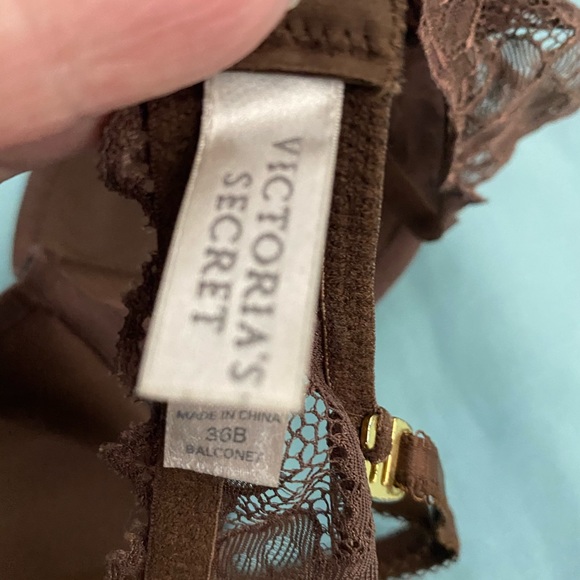 VICTORIA'S
SECRET
MADE IN CHINA
36B
BALCONET